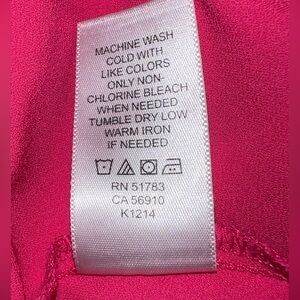 MACHINE WASH
COLD WITH
LIKE COLORS
ONLY NON-
CHLORINE BLEACH
WHEN NEEDED
TUMBLE DRY LOW
WARM IRON
IF NEEDED
RN 51783
CA 56910
K1214